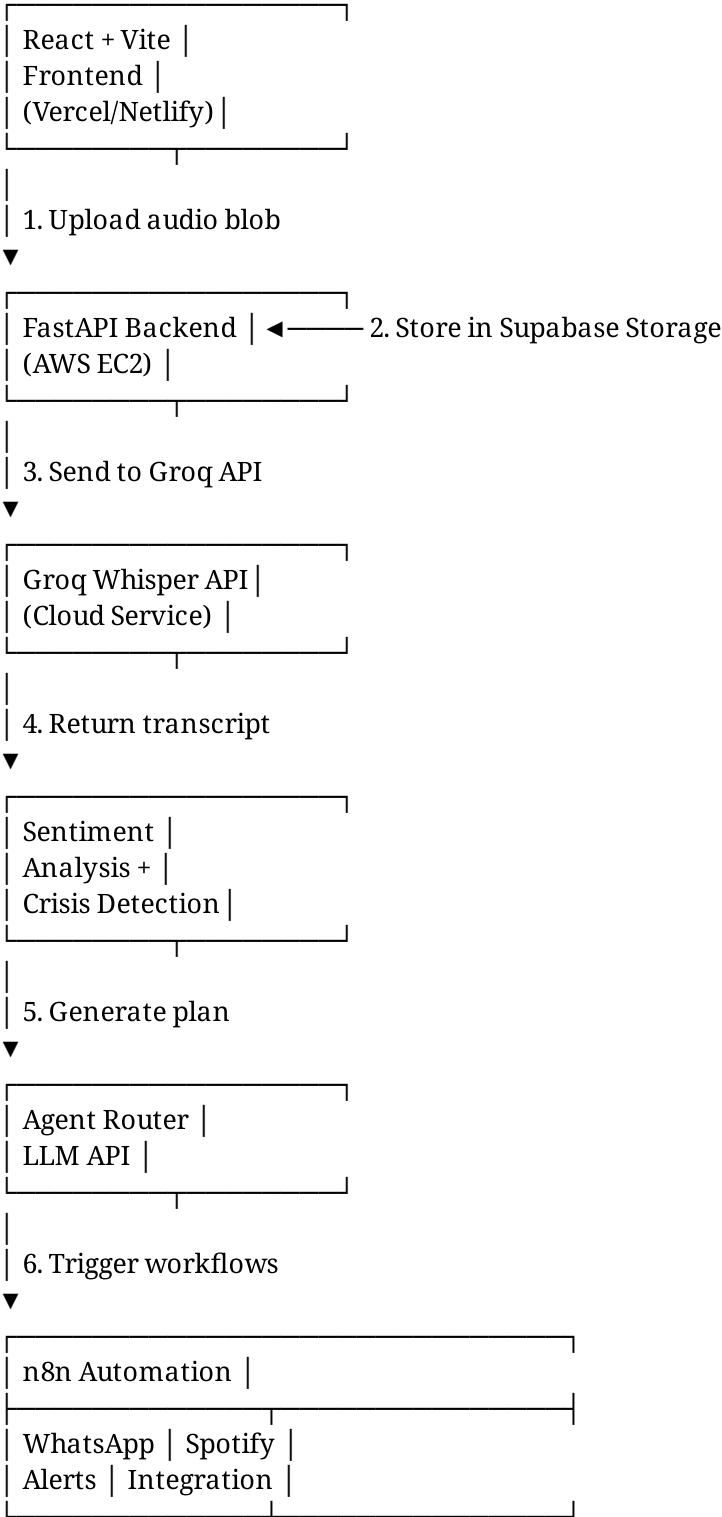 React + Vite
Frontend
(Vercel/Netlify)
1. Upload audio blob
FastAPI Backend │ ◄──── 2. Store in Supabase Storage
(AWS EC2)
3. Send to Groq API
Groq Whisper API
(Cloud Service)
4. Return transcript
Sentiment
Analysis +
Crisis Detection
5. Generate plan
Agent Router
LLM API
6. Trigger workflows
n8n Automation
WhatsApp │ Spotify
Alerts │ Integration